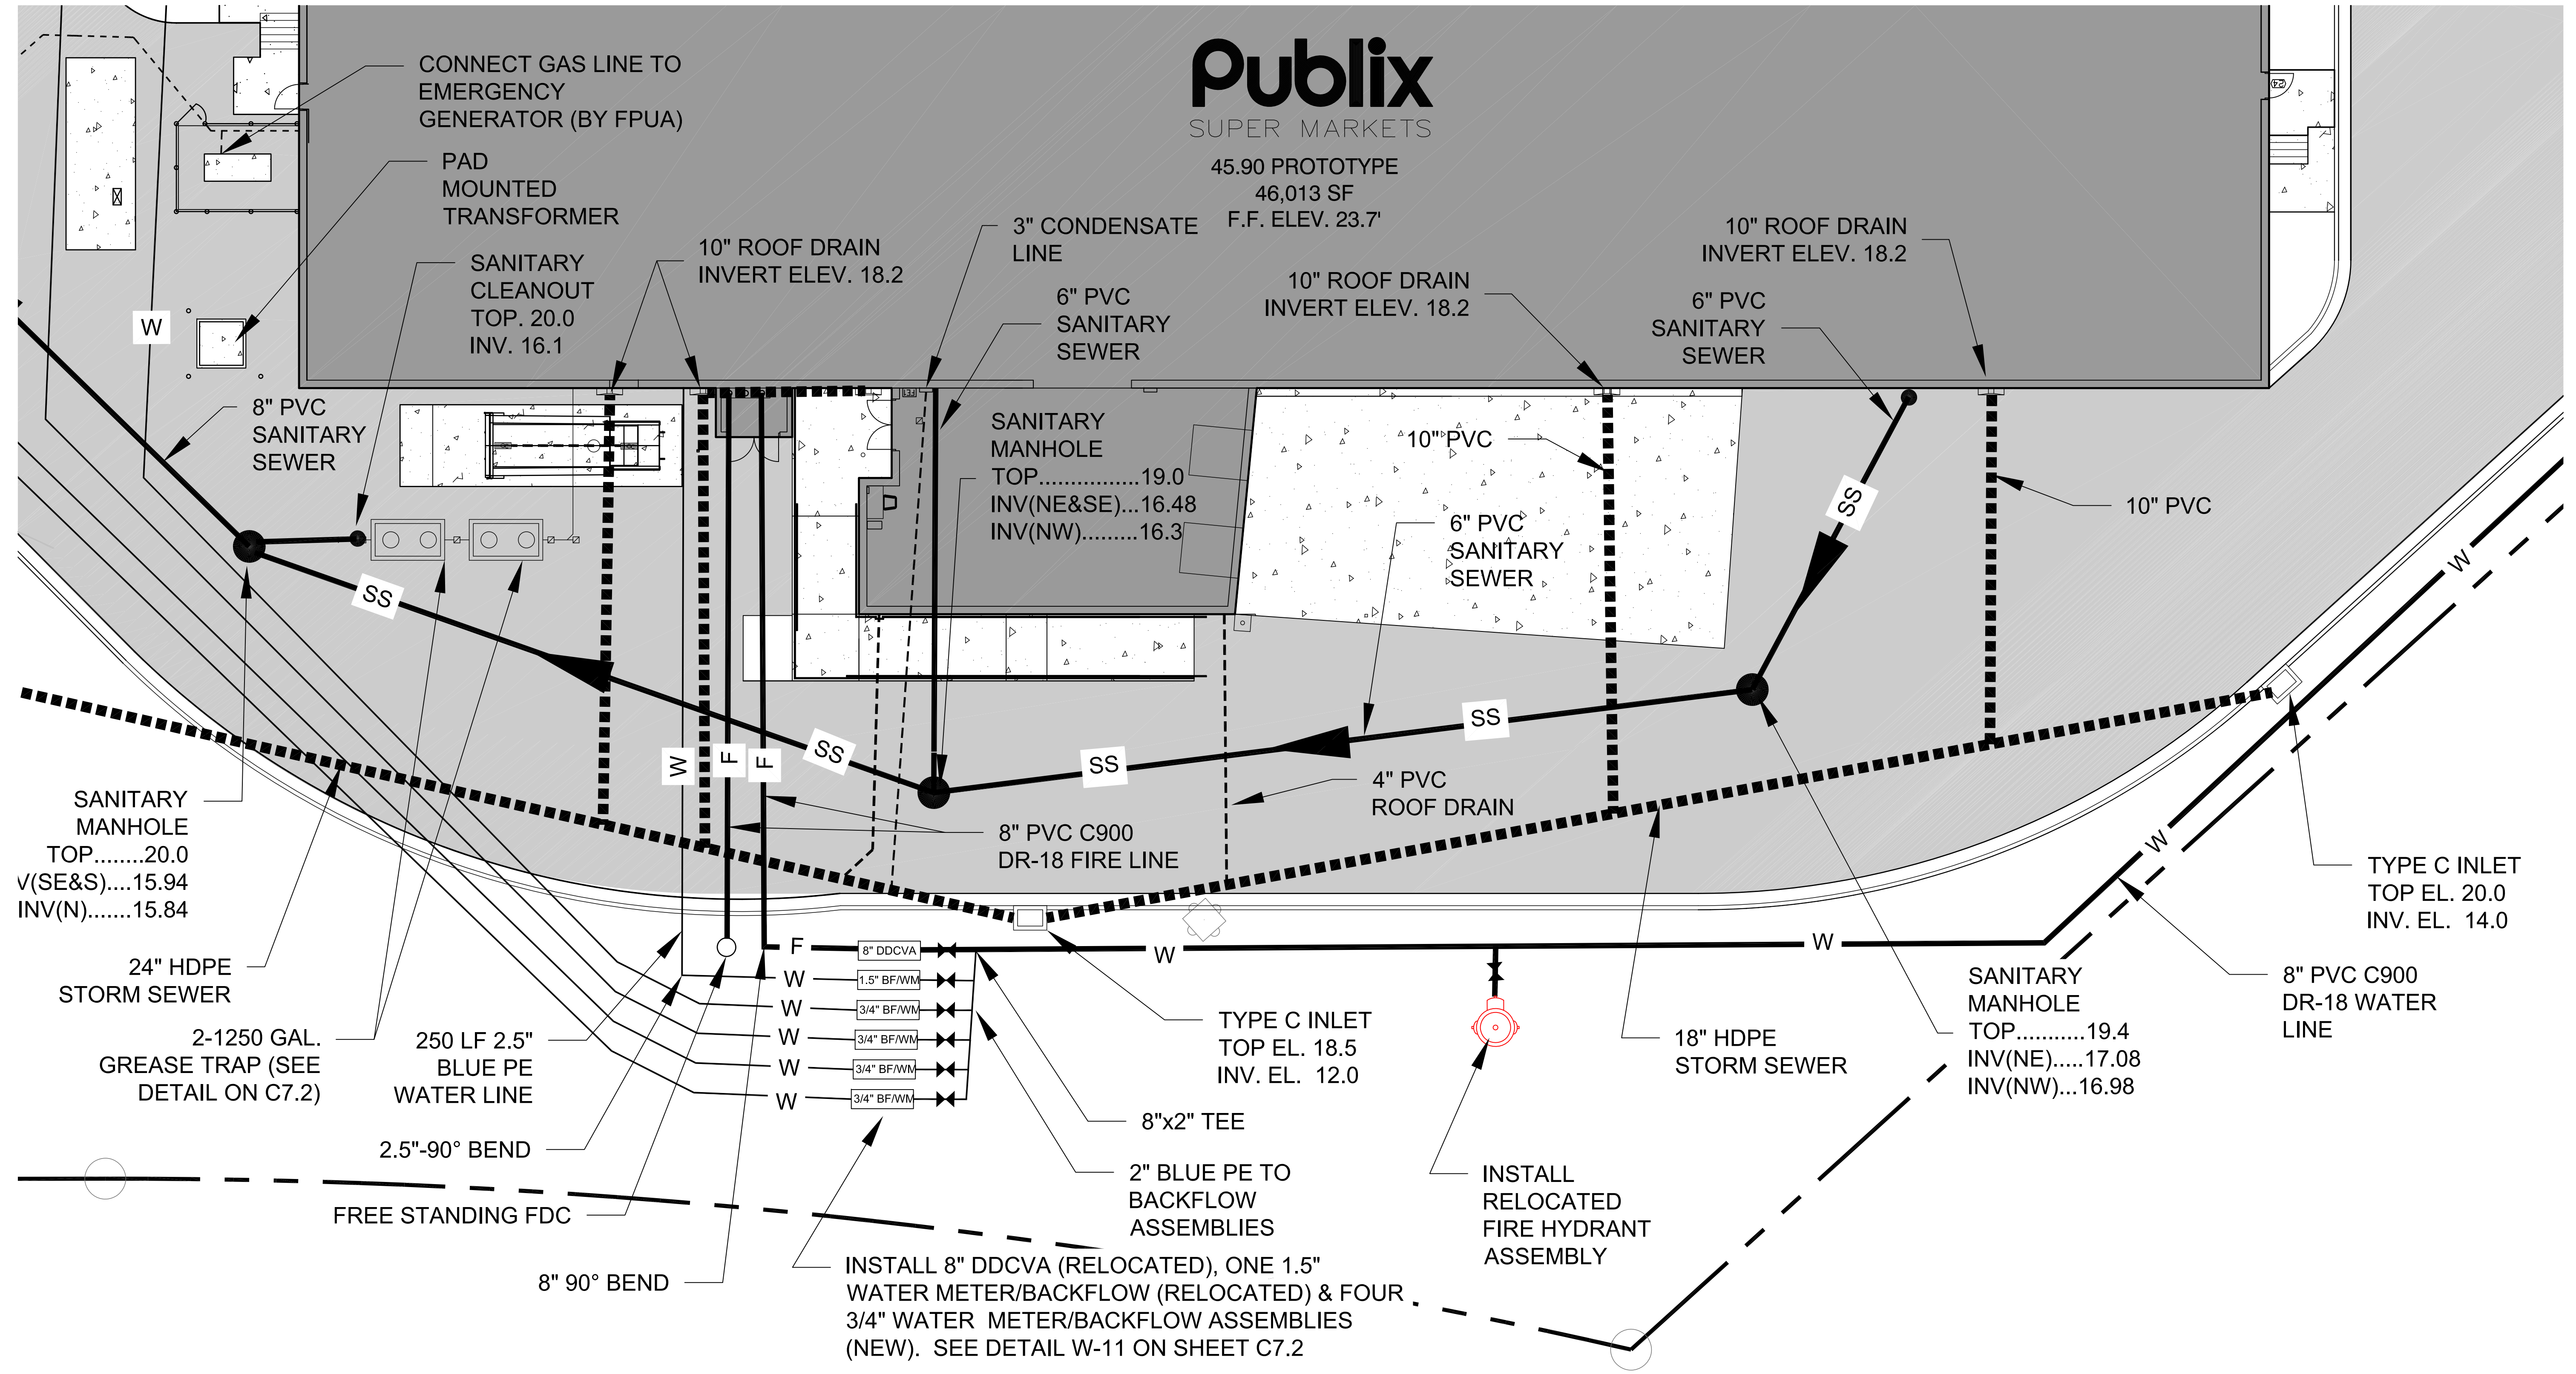 Publix
SUPER MARKETS
45.90 PROTOTYPE
46,013 SF
F.F. ELEV. 23.7'
CONNECT GAS LINE TO
EMERGENCY
GENERATOR (BY FPUA)
PAD
MOUNTED
TRANSFORMER
SANITARY
CLEANOUT
TOP. 20.0
INV. 16.1
10" ROOF DRAIN
INVERT ELEV. 18.2
3" CONDENSATE
LINE
6" PVC
SANITARY
SEWER
10" ROOF DRAIN
INVERT ELEV. 18.2
10" ROOF DRAIN
INVERT ELEV. 18.2
6" PVC
SANITARY
SEWER
W
8" PVC
SANITARY
SEWER
SANITARY
MANHOLE
TOP................19.0
INV(NE&SE)...16.48
INV(NW).........16.3
10" PVC
6" PVC
SANITARY
SEWER
SS
10" PVC
W
SS
SS
SS
SS
W
F
F
4" PVC
ROOF DRAIN
8" PVC C900
DR-18 FIRE LINE
W
SANITARY
MANHOLE
TOP........20.0
V(SE&S)....15.94
INV(N).......15.84
TYPE C INLET
TOP EL. 20.0
INV. EL. 14.0
24" HDPE
STORM SEWER
F
8" DDCVA
W
W
W
1.5" BF/WM
W
3/4" BF/WM
W
3/4" BF/WM
W
3/4" BF/WM
W
3/4" BF/WM
2-1250 GAL.
GREASE TRAP (SEE
DETAIL ON C7.2)
250 LF 2.5"
BLUE PE
WATER LINE
TYPE C INLET
TOP EL. 18.5
INV. EL. 12.0
18" HDPE
STORM SEWER
SANITARY
MANHOLE
TOP...........19.4
INV(NE).....17.08
INV(NW)...16.98
8" PVC C900
DR-18 WATER
LINE
8"x2" TEE
2.5"-90° BEND
2" BLUE PE TO
BACKFLOW
ASSEMBLIES
INSTALL
RELOCATED
FIRE HYDRANT
ASSEMBLY
FREE STANDING FDC
8" 90° BEND
INSTALL 8" DDCVA (RELOCATED), ONE 1.5"
WATER METER/BACKFLOW (RELOCATED) & FOUR
3/4" WATER METER/BACKFLOW ASSEMBLIES
(NEW). SEE DETAIL W-11 ON SHEET C7.2